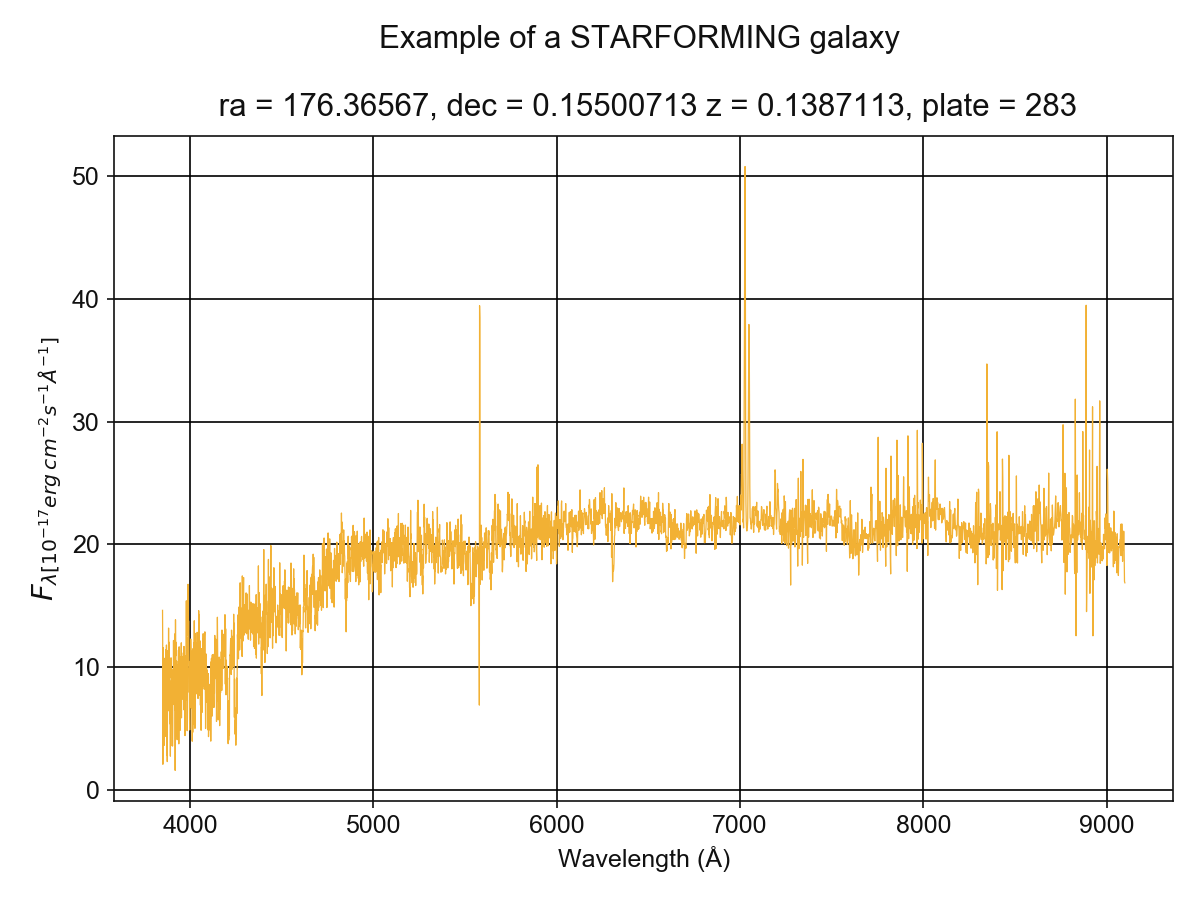 Example of a STARFORMING galaxy
ra = 176.36567, dec = 0.15500713 z = 0.1387113, plate = 283
50
40
30
20
10
0
F_{λ[10^{−17}erg cm^{−2}s^{−1}Å^{−1}]}
4000 5000 6000 7000 8000 9000
Wavelength (Å)